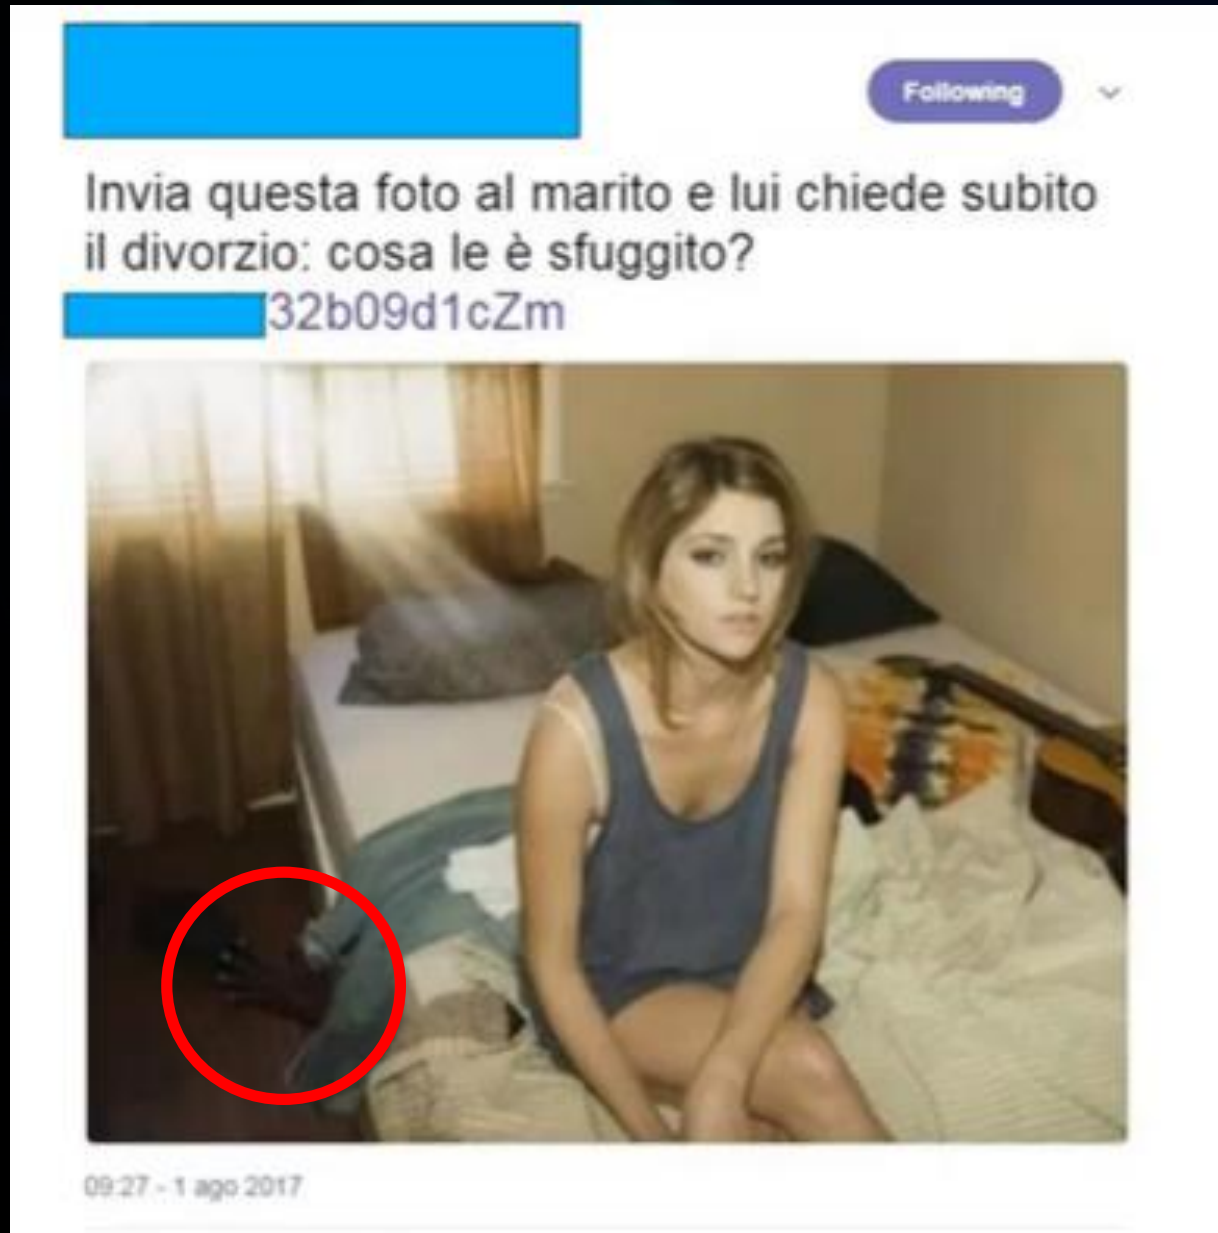 Following
Invia questa foto al marito e lui chiede subito
il divorzio: cosa le è sfuggito?
32b09d1cZm
09:27 - 1 ago 2017